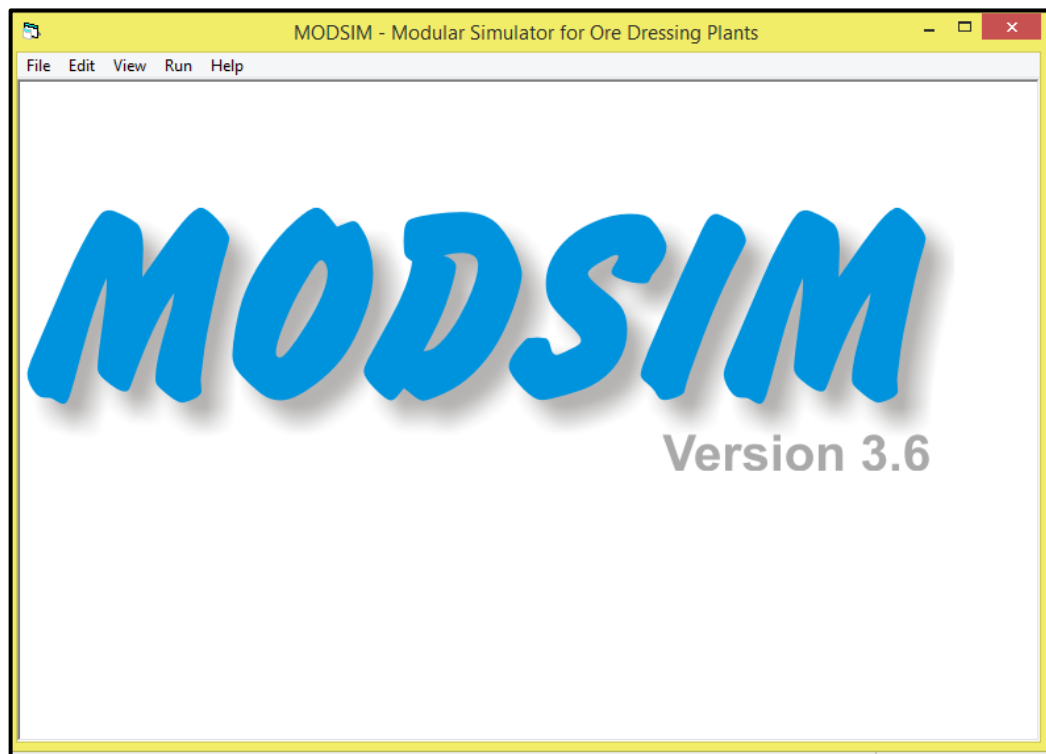 MODSIM - Modular Simulator for Ore Dressing Plants
File Edit View Run Help
MODSIM
Version 3.6